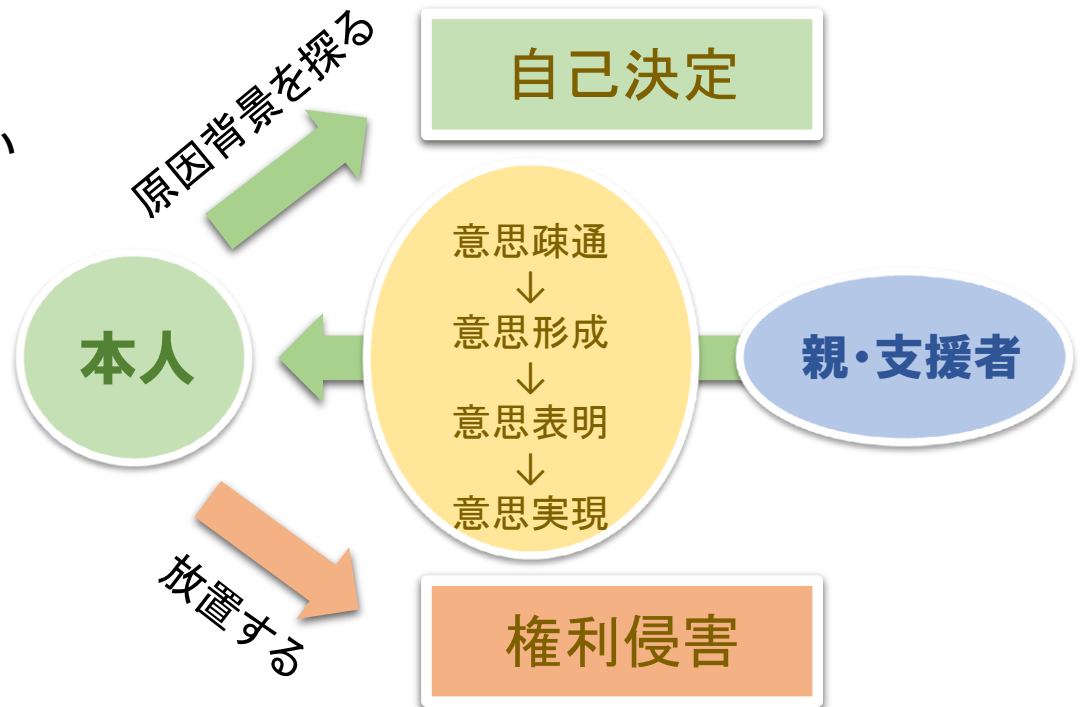 原因背景を探る
自己決定
意思疎通
↓
意思形成
↓
意思表明
↓
意思実現
本人
親・支援者
放置する
権利侵害